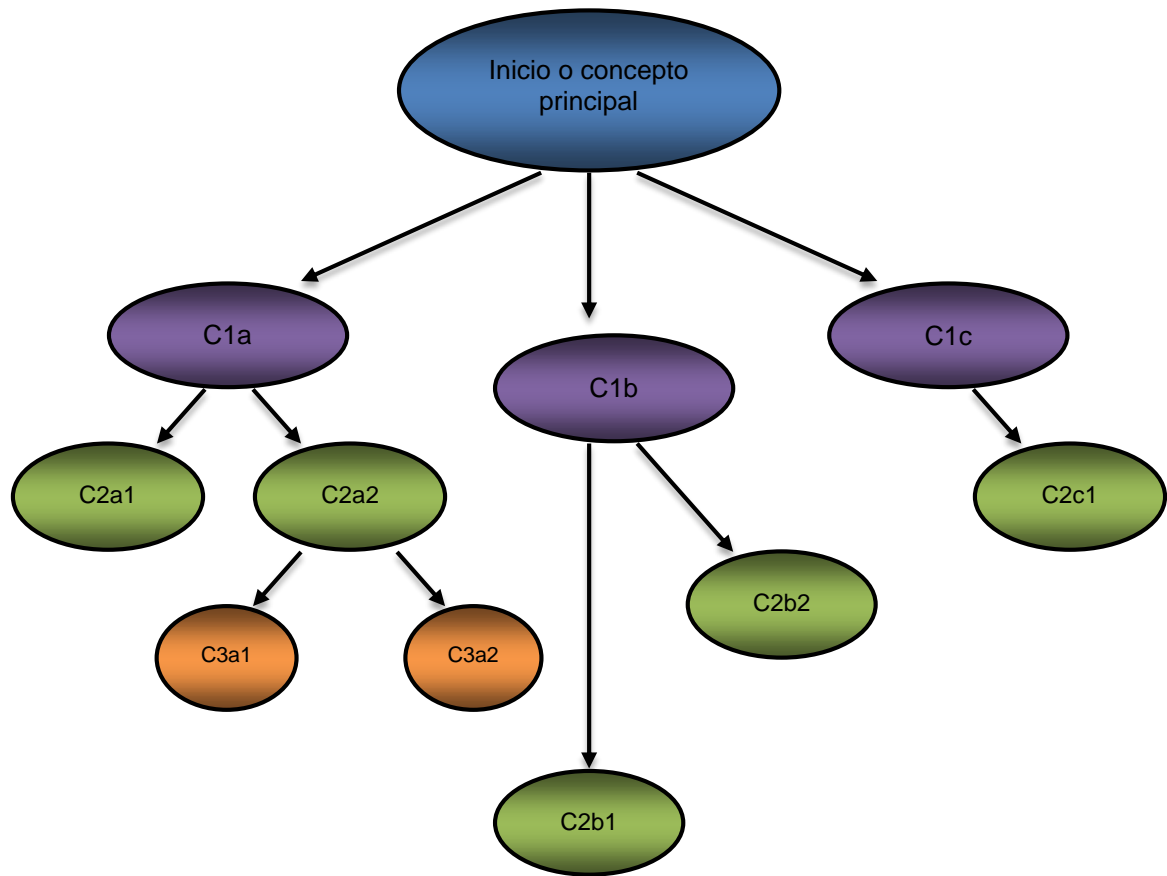 Inicio o concepto
principal
C1a
C1b
C1c
C2a1
C2a2
C2c1
C2b2
C3a1
C3a2
C2b1